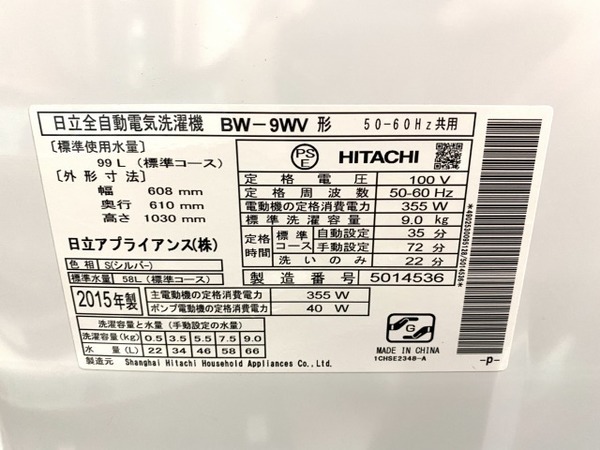 日立全自動電気洗濯機 BW-9WV 形 50-60Hz共用
[標準使用水量]
99L (標準コース)
[外形寸法]
幅 608 mm
奥行 610 mm
高さ 1030 mm
日立アプライアンス(株)
色相 S(シルバー)
標準水量 58L (標準コース)
PS E HITACHI
定格電圧 100 V
定格周波数 50-60 Hz
電動機の定格消費電力 355 W
標準洗濯容量 9.0 kg
定格時間 標準コース 自動設定 35 分
手動設定 72 分
洗いのみ 22 分
製造番号 5014536
2015年製 主電動機の定格消費電力 355 W
ポンプ電動機の定格消費電力 40 W
洗濯容量と水量 (手動設定の水量)
洗濯容量(kg) 0.5 3.5 5.5 7.5 9.0
水量(L) 22 34 46 58 66
製造元 Shanghai Hitachi Household Appliances Co.,Ltd.
G
MADE IN CHINA
1CHSE2348-A
-p-